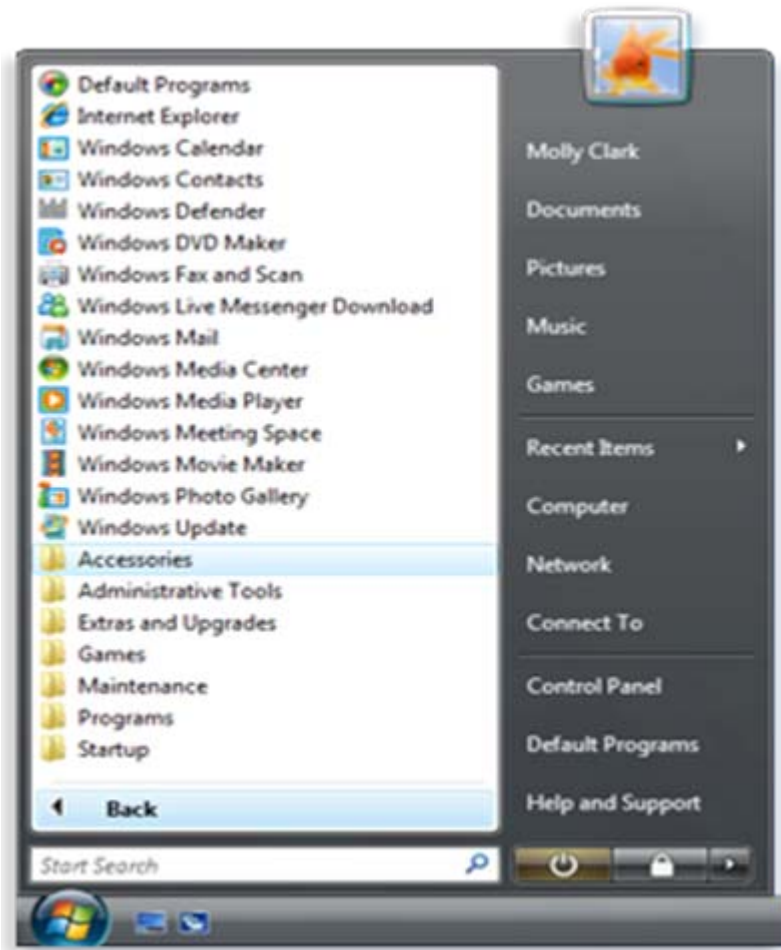 Default Programs
Internet Explorer
Windows Calendar
Windows Contacts
Windows Defender
Windows DVD Maker
Windows Fax and Scan
Windows Live Messenger Download
Windows Mail
Windows Media Center
Windows Media Player
Windows Meeting Space
Windows Movie Maker
Windows Photo Gallery
Windows Update
Accessories
Administrative Tools
Extras and Upgrades
Games
Maintenance
Programs
Startup
Back
Start Search
Molly Clark
Documents
Pictures
Music
Games
Recent Items
Computer
Network
Connect To
Control Panel
Default Programs
Help and Support